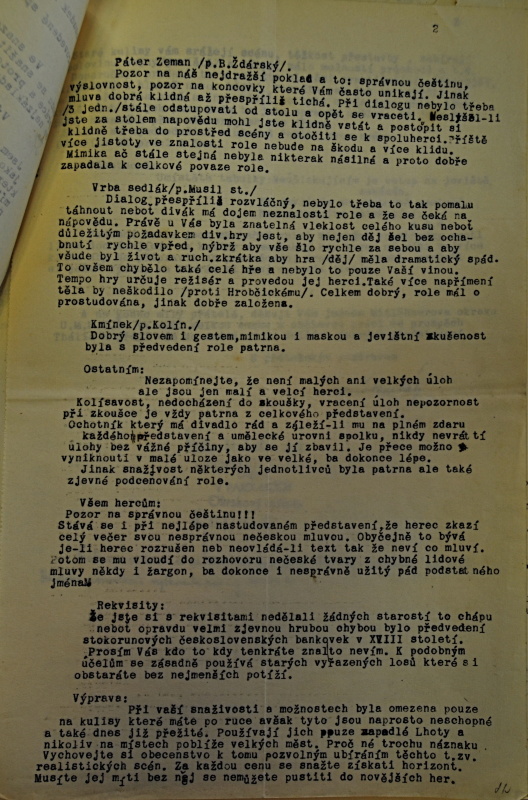 2
Páter Zeman /p.B.Ždárský/.
Pozor na náš nejdražší poklad a to: správnou češtinu,
výslovnost, pozor na koncovky které Vám často unikají. Jinak
mluva dobrá klidná až přespříliš tichá. Při dialogu nebylo třeba
/3 jedn./stále odstupovati od stolu a opět se vraceti. Neslyšel-li
jste za stolem napovědu mohl jste klidně vstát a postoupit si
klidně třeba do prostřed scény a otočiti se k spoluherci.Příště
více jistoty ve znalosti role nebude na škodu a více klidu.
Mimika ač stále stejná nebyla nikterak násilná a proto dobře
zapadala k celkové povaze role.
Vrba sedlák/p.Musil st./
Dialog přespříliš rozvláčný, nebylo třeba to tak pomalu
táhnout nebot divák má dojem neznalosti role a že se čeká na
nápovědu. Právě u Vás byla znatelná vleklost celého kusu nebot
důležitým požadavkem div.hry jest, aby nejen děj šel bez ocha-
bnutí rychle vpřed, nýbrž aby vše šlo rychle za sebou a aby
všude byl život a ruch.zkrátka aby hra /děj/ měla dramatický spád.
To ovšem chybělo také celé hře a nebylo to pouze Vaší vinou.
Tempo hry určuje režisér a provedou jej herci.Také více napřímení
těla by neškodilo /proti Hrobčickému/. Celkem dobrý, role málo
prostudována, jinak dobře založena.
Kmínek/p.Kolín./
Dobrý slovem i gestem,mimikou i maskou a jevištní zkušenost
byla s předvedení role patrna.
Ostatním:
Nezapomínejte, že není malých ani velkých úloh
ale jsou jen malí a velcí herci.
Kolísavost, nedocházení do zkoušky, vracení úloh nepozornost
při zkoušce je vždy patrna z celkového představení.
Ochotník který má divadlo rád a záleží-li mu na plném zdaru
každého představení a umělecké urovni spolku, nikdy nevrátí
úlohy bez vážné příčiny, aby se jí zbavil. Je přece možno
vyniknouti v malé uloze jako ve velké, ba dokonce lépe.
Jinak snaživost některých jednotlivců byla patrna ale také
zjevné podceňování role.
Všem hercům:
Pozor na správnou češtinu!!!
Stává se i při nejlépe nastudovaném představení,že herec zkazí
celý večer svou nesprávnou nečeskou mluvou. Obyčejně to bývá
je-li herec rozrušen neb neovládá-li text tak že neví co mluví.
Potom se mu vloudí do rozhovoru nečeské tvary z chybné lidové
mluvy někdy i žargon, ba dokonce i nesprávně užitý pád podstatného
jména.
Rekvisity:
Že jste si s rekvisitami nedělali žádných starostí to chápu
nebot opravdu velmi zjevnou hrubou chybou bylo předvedení
stokorunových československých bankovek v XVIII století.
Prosím Vás kdo to kdy tenkráte znal to nevím. K podobným
účelům se zásadně používá starých vyřazených losů které si
obstaráte bez nejmenších potíží.
Výprava:
Při vaší snaživosti a možnostech byla omezena pouze
na kulisy které máte po ruce avšak tyto jsou naprosto neschopné
a také dnes již přežité. Používají jich pouze zapadlé Lhoty a
nikoliv na místech poblíže velkých měst. Proč né trochu náznaku
Vychovejte si obecenstvo k tomu pozvolným ubíráním těchto t.zv.
realistických scén. Za každou cenu se snažte získati horizont.
Musíte jej míti bez něj se nemůžete pustiti do novějších her.